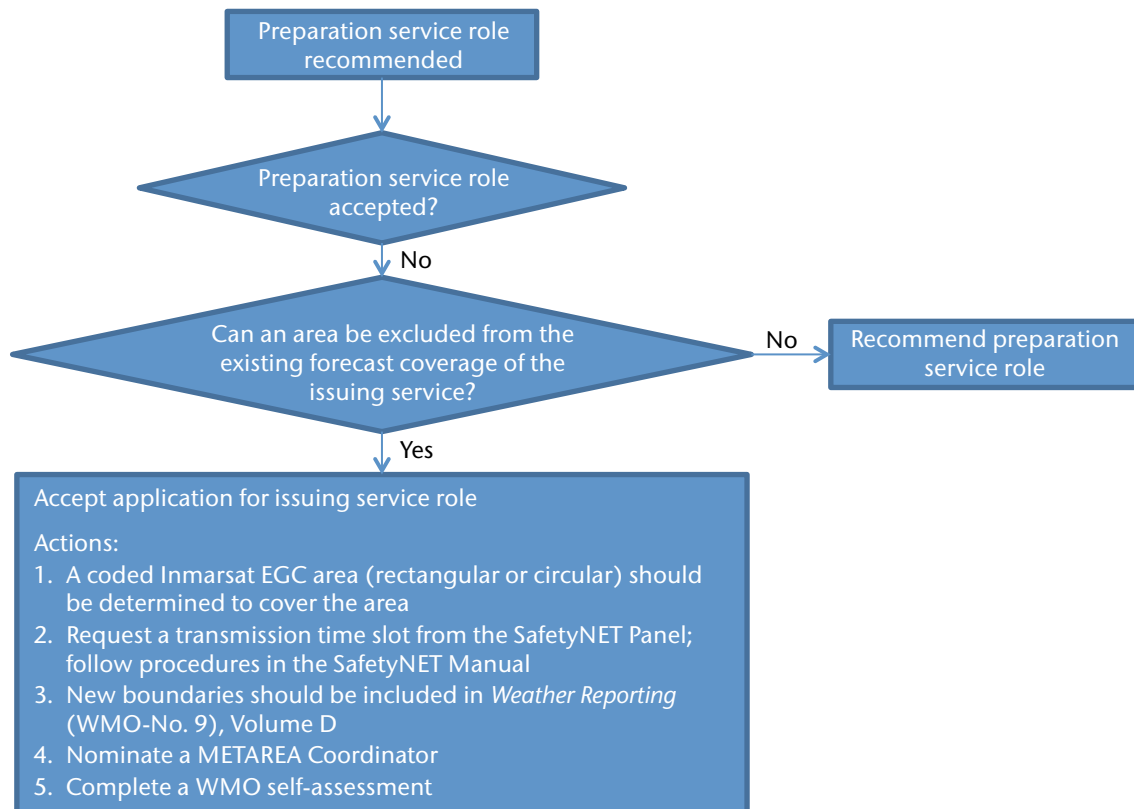 Preparation service role
recommended
Preparation service role
accepted?
No
Can an area be excluded from the
existing forecast coverage of the
issuing service?
No
Recommend preparation
service role
Yes
Accept application for issuing service role
Actions:
1. A coded Inmarsat EGC area (rectangular or circular) should
be determined to cover the area
2. Request a transmission time slot from the SafetyNET Panel;
follow procedures in the SafetyNET Manual
3. New boundaries should be included in Weather Reporting
(WMO-No. 9), Volume D
4. Nominate a METAREA Coordinator
5. Complete a WMO self-assessment